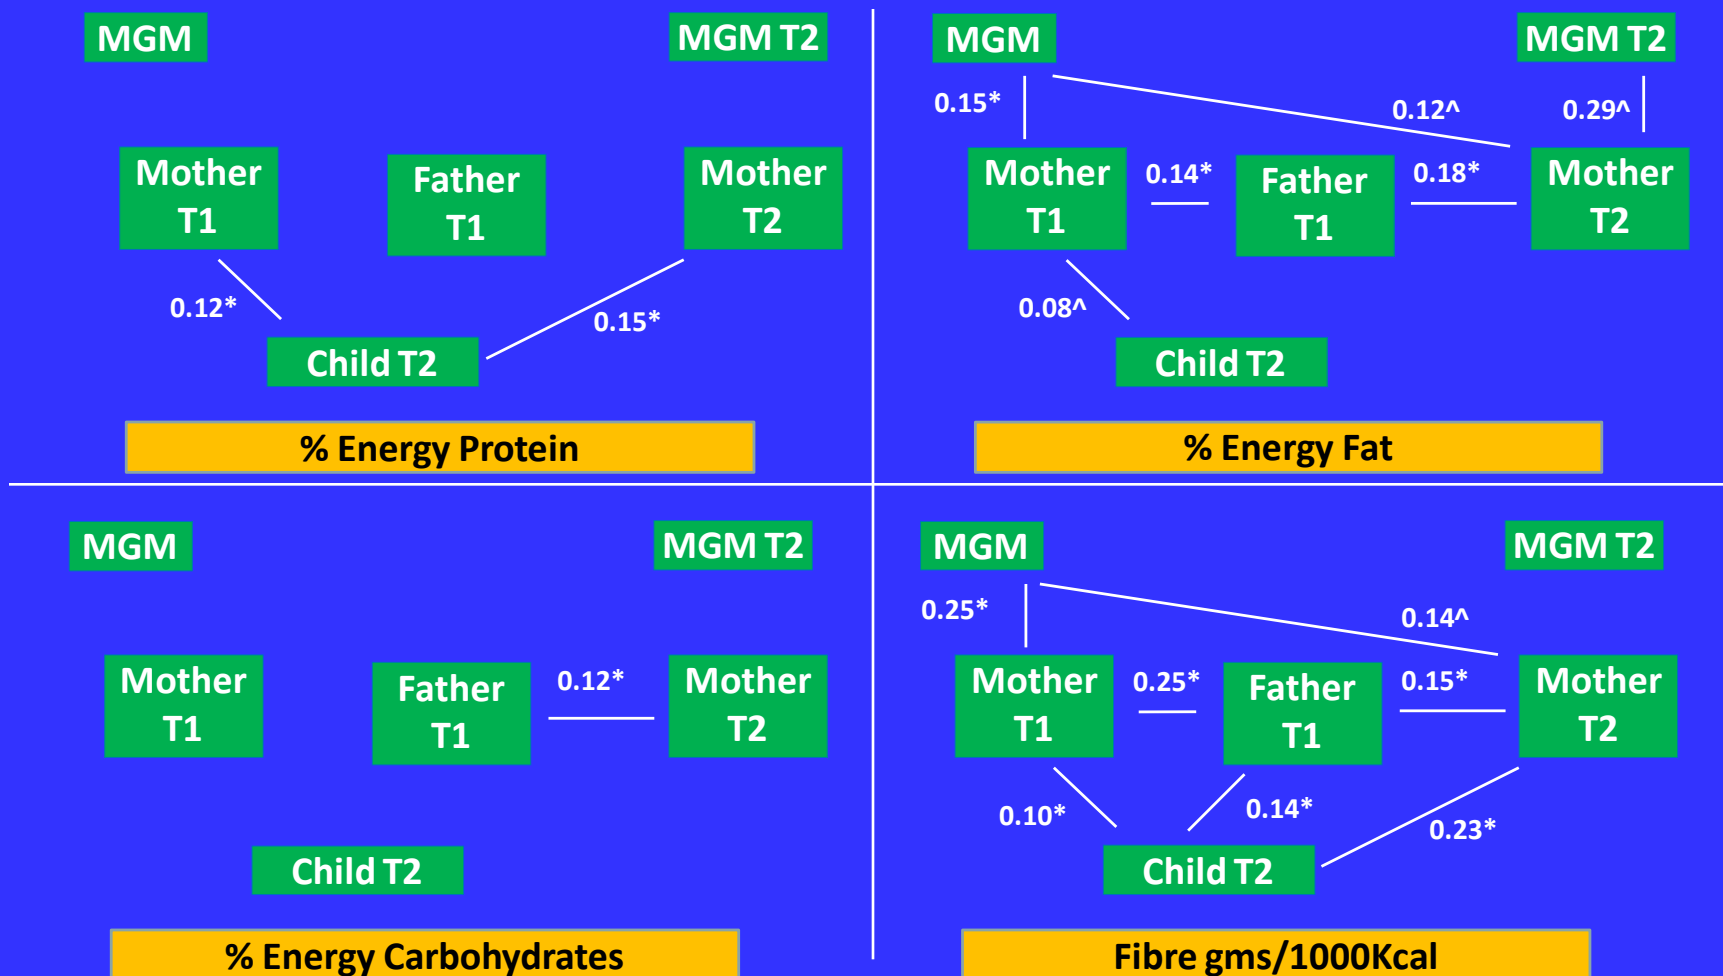 MGM
MGM T2
Mother
T1
Father
T1
Mother
T2
0.12*
0.15*
Child T2
% Energy Protein
MGM
MGM T2
0.15*
0.12^
0.29^
Mother
T1
0.14*
Father
T1
0.18*
Mother
T2
0.08^
Child T2
% Energy Fat
MGM
MGM T2
Mother
T1
Father
T1
0.12*
Mother
T2
Child T2
% Energy Carbohydrates
MGM
MGM T2
0.25*
0.14^
Mother
T1
0.25*
Father
T1
0.15*
Mother
T2
0.10*
0.14*
0.23*
Child T2
Fibre gms/1000Kcal